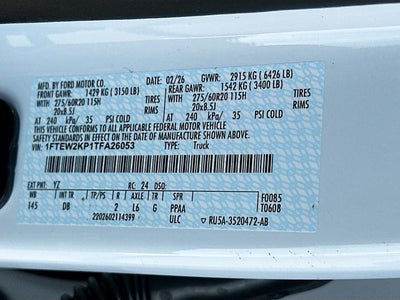 MFD. BY FORD MOTOR CO. DATE: 02/26 GVWR: 2915 KG ( 6426 LB)
FRONT GAWR: 1429 KG ( 3150 LB) REAR GAWR: 1542 KG ( 3400 LB)
275/60R20 115H TIRES 275/60R20 115H
20x8.5J RIMS 20x8.5J
AT 240 kPa/ 35 PSI COLD AT 240 kPa/ 35 PSI COLD
THIS VEHICLE CONFORMS TO ALL APPLICABLE FEDERAL MOTOR VEHICLE
SAFETY STANDARDS IN EFFECT ON THE DATE OF MANUFACTURE SHOWN ABOVE.
VIN: 1FTEW2KP1TFA26053
TYPE: Truck
EXT PNT: YZ RC: 24 DSO:
WB BRK INT TR TP/PS R AXLE TR SPR F0085
145 DS 2 L6 G PPAA T0608
2202602114399 ULC RU5A-3520472-AB